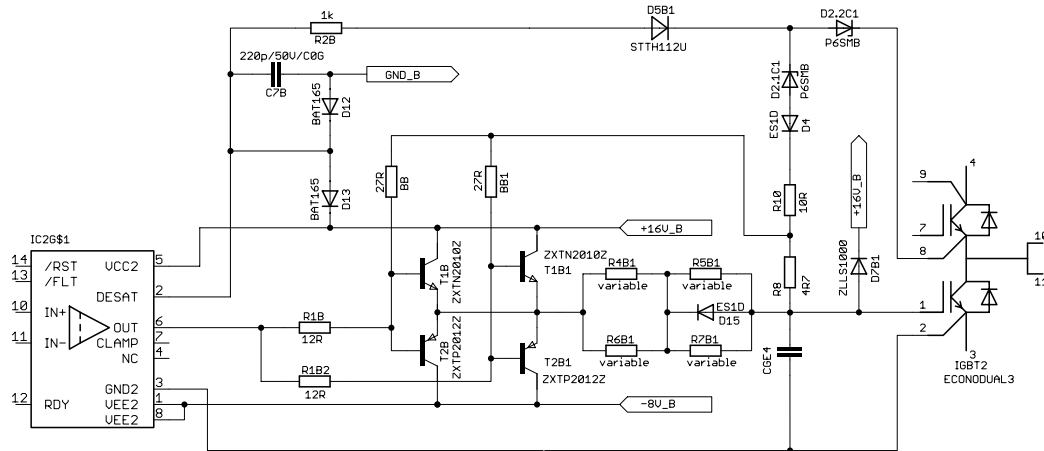 D5B1
D2.2C1
1k
R2B
STTH112U
P6SMB
220p/50V/C0G
C7B
GND_B
BAT165
D12
D2.1C1
P6SMB
ES1D
D4
27R
BB
27R
BB1
BAT165
D13
R10
10R
+16V_B
4
9
7
8
10
11
IC2G$1
+16V_B
ZXTN2010Z
T1B1
T1B
ZXTN2010Z
R4B1
variable
R5B1
variable
R8
4R7
ZLLS1000
D7B1
14
/RST
VCC2
5
13
/FLT
DESAT
2
10
IN+
OUT
6
R1B
12R
ES1D
D15
1
2
11
IN-
CLAMP
7
NC
4
T2B
ZXTP2012Z
T2B1
ZXTP2012Z
R6B1
variable
R7B1
variable
CGE4
3
IGBT2
ECONODUAL3
R1B2
12R
GND2
3
12
RDY
VEE2
1
VEE2
8
-8V_B